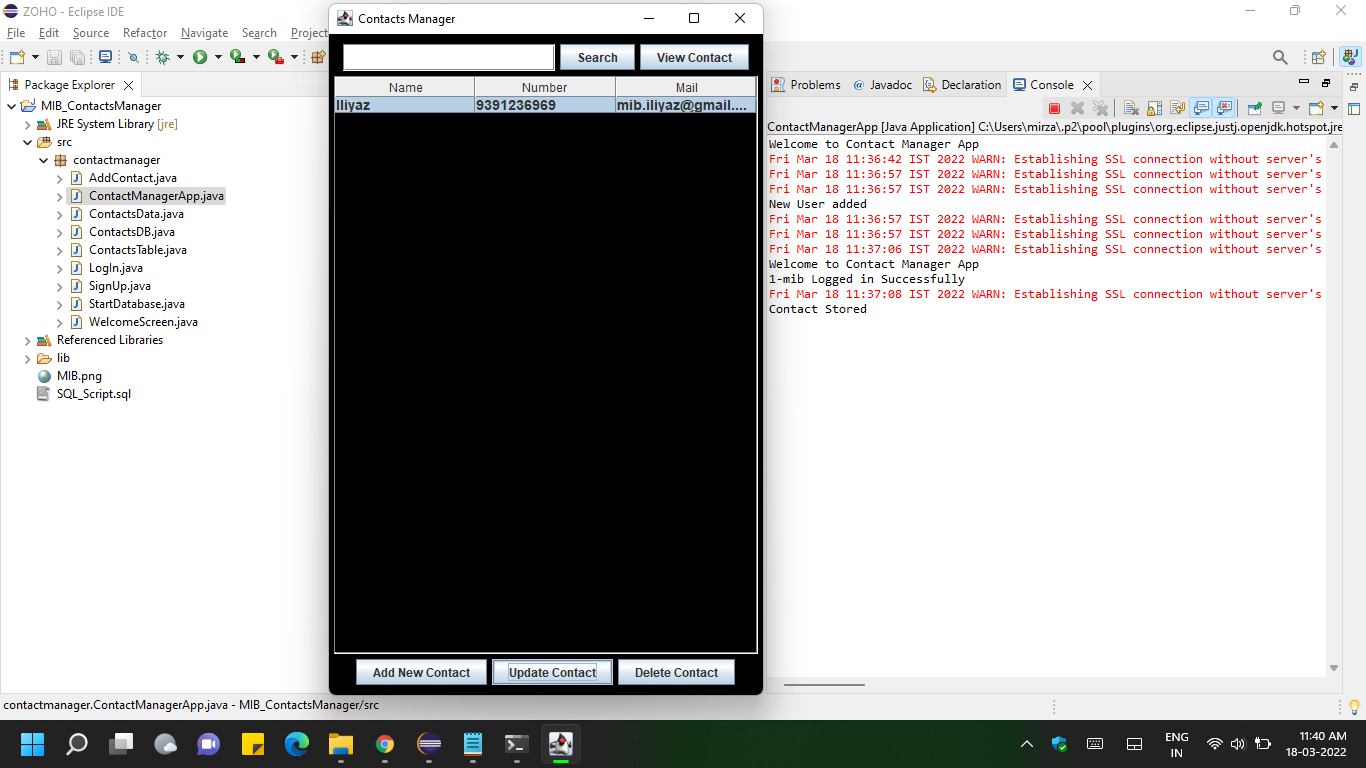 ZOHO - Eclipse IDE
File Edit Source Refactor Navigate Search Project
Package Explorer
MIB_ContactsManager
JRE System Library [jre]
src
contactmanager
AddContact.java
ContactManagerApp.java
ContactsData.java
ContactsDB.java
ContactsTable.java
LogIn.java
SignUp.java
StartDatabase.java
WelcomeScreen.java
Referenced Libraries
lib
MIB.png
SQL_Script.sql
Contacts Manager
Search View Contact
Name Number Mail
Iliyaz 9391236969 mib.iliyaz@gmail....
Add New Contact Update Contact Delete Contact
Problems @ Javadoc Declaration Console
ContactManagerApp [Java Application] C:\Users\mirza\.p2\pool\plugins\org.eclipse.justj.openjdk.hotspot.jre
Welcome to Contact Manager App
Fri Mar 18 11:36:42 IST 2022 WARN: Establishing SSL connection without server's
Fri Mar 18 11:36:57 IST 2022 WARN: Establishing SSL connection without server's
Fri Mar 18 11:36:57 IST 2022 WARN: Establishing SSL connection without server's
New User added
Fri Mar 18 11:36:57 IST 2022 WARN: Establishing SSL connection without server's
Fri Mar 18 11:36:57 IST 2022 WARN: Establishing SSL connection without server's
Fri Mar 18 11:37:06 IST 2022 WARN: Establishing SSL connection without server's
Welcome to Contact Manager App
1-mib Logged in Successfully
Fri Mar 18 11:37:08 IST 2022 WARN: Establishing SSL connection without server's
Contact Stored
contactmanager.ContactManagerApp.java - MIB_ContactsManager/src
ENG
IN
11:40 AM
18-03-2022